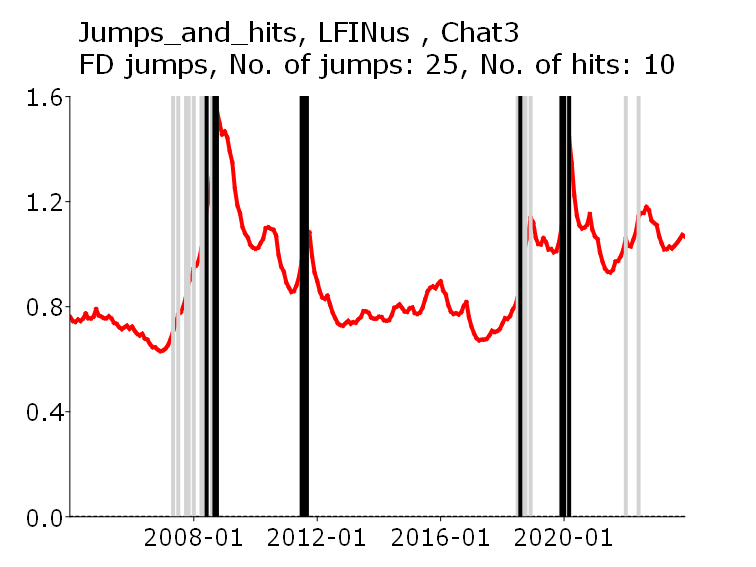 Jumps_and_hits, LFINus , Chat3
FD jumps, No. of jumps: 25, No. of hits: 10
1.6
1.2
0.8
0.4
0.0
2008-01 2012-01 2016-01 2020-01